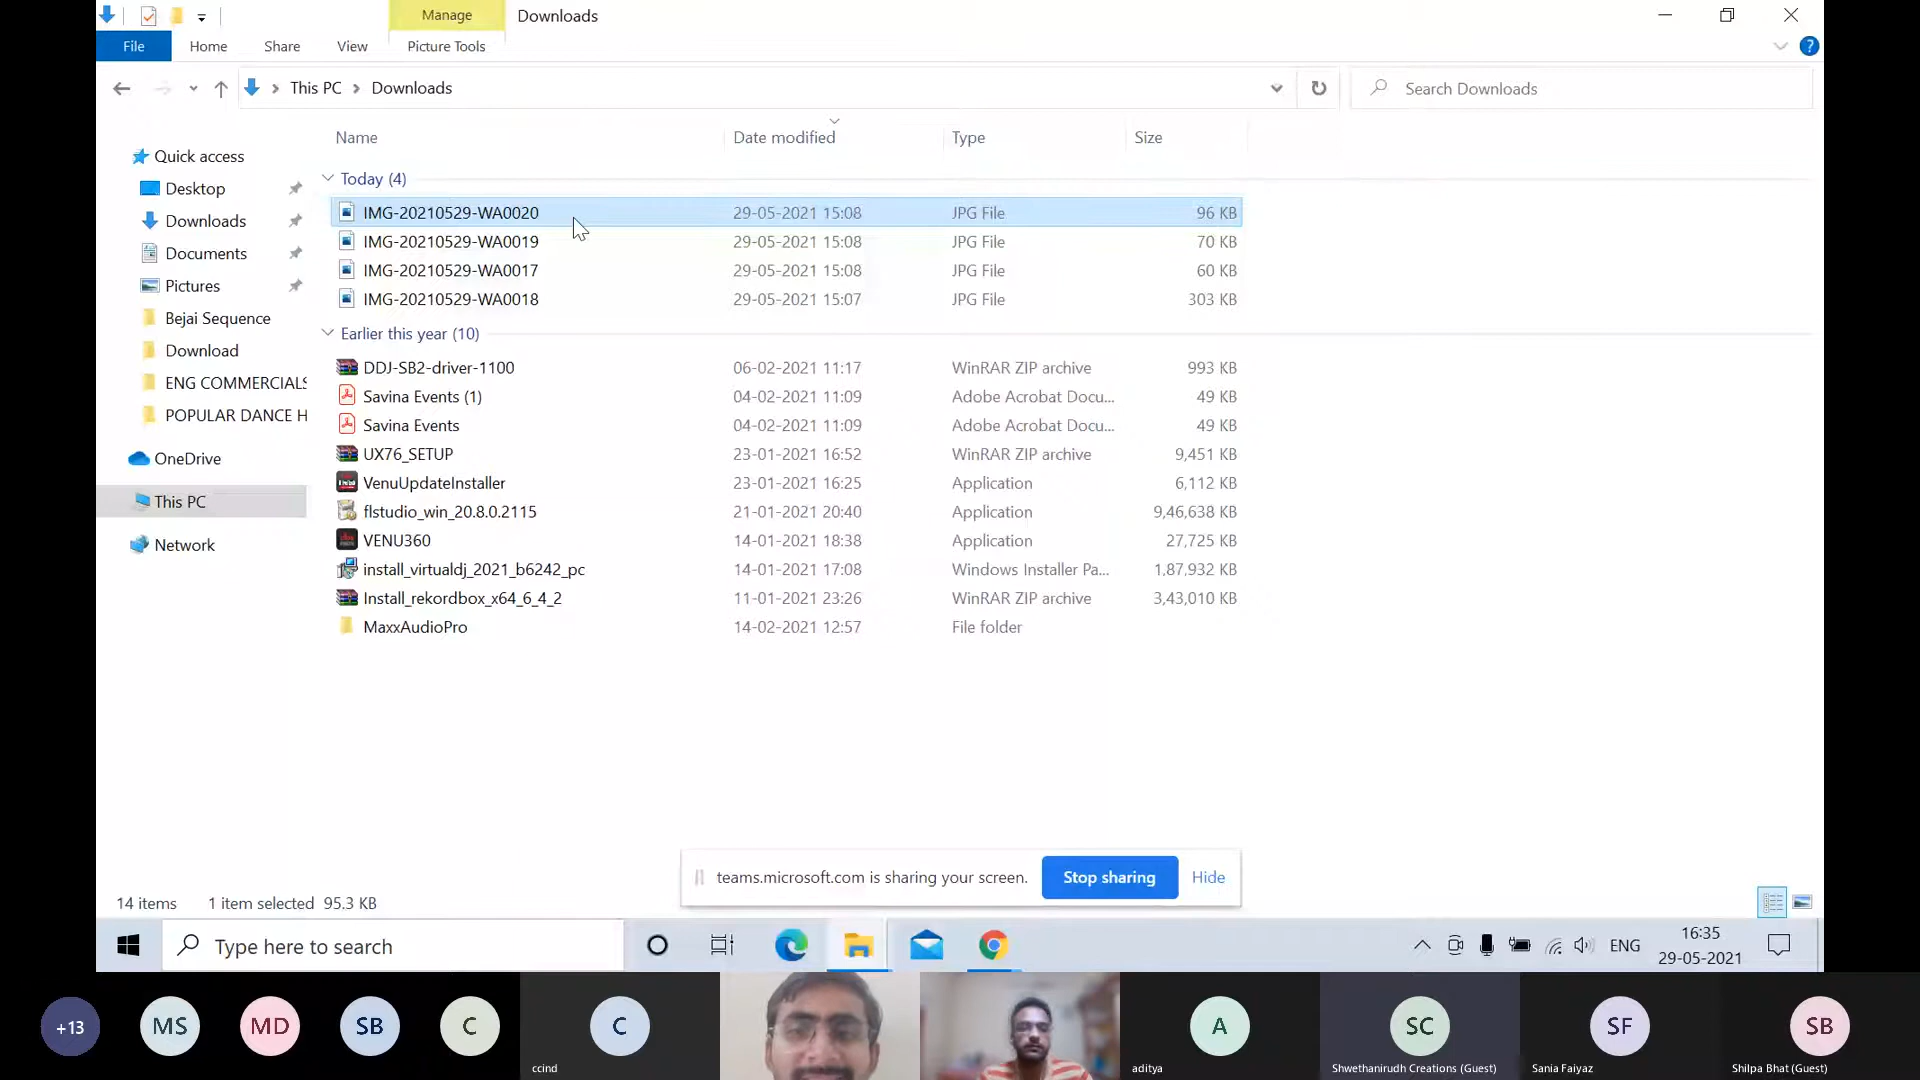 Manage
Downloads
File
Home
Share
View
Picture Tools
?
This PC
Downloads
Search Downloads
Name
Date modified
Type
Size
Quick access
Desktop
Downloads
Documents
Pictures
Bejai Sequence
Download
ENG COMMERCIALS
POPULAR DANCE H
OneDrive
This PC
Network
Today (4)
IMG-20210529-WA0020 29-05-2021 15:08 JPG File 96 KB
IMG-20210529-WA0019 29-05-2021 15:08 JPG File 70 KB
IMG-20210529-WA0017 29-05-2021 15:08 JPG File 60 KB
IMG-20210529-WA0018 29-05-2021 15:07 JPG File 303 KB
Earlier this year (10)
DDJ-SB2-driver-1100 06-02-2021 11:17 WinRAR ZIP archive 993 KB
Savina Events (1) 04-02-2021 11:09 Adobe Acrobat Docu... 49 KB
Savina Events 04-02-2021 11:09 Adobe Acrobat Docu... 49 KB
UX76_SETUP 23-01-2021 16:52 WinRAR ZIP archive 9,451 KB
VenuUpdateInstaller 23-01-2021 16:25 Application 6,112 KB
flstudio_win_20.8.0.2115 21-01-2021 20:40 Application 9,46,638 KB
VENU360 14-01-2021 18:38 Application 27,725 KB
install_virtualdj_2021_b6242_pc 14-01-2021 17:08 Windows Installer Pa... 1,87,932 KB
Install_rekordbox_x64_6_4_2 11-01-2021 23:26 WinRAR ZIP archive 3,43,010 KB
MaxxAudioPro 14-02-2021 12:57 File folder
teams.microsoft.com is sharing your screen.
Stop sharing
Hide
14 items 1 item selected 95.3 KB
Type here to search
ENG
16:35
29-05-2021
+13
MS
MD
SB
C
C
ccind
A
aditya
SC
Shwethanirudh Creations (Guest)
SF
Sania Faiyaz
SB
Shilpa Bhat (Guest)